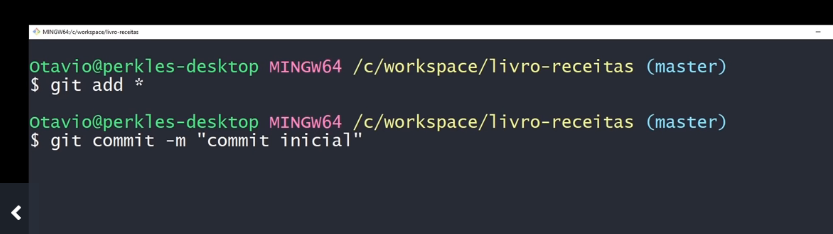 MINGW64:/c/workspace/livro-receitas
Otavio@perkles-desktop MINGW64 /c/workspace/livro-receitas (master)
$ git add *
Otavio@perkles-desktop MINGW64 /c/workspace/livro-receitas (master)
$ git commit -m "commit inicial"